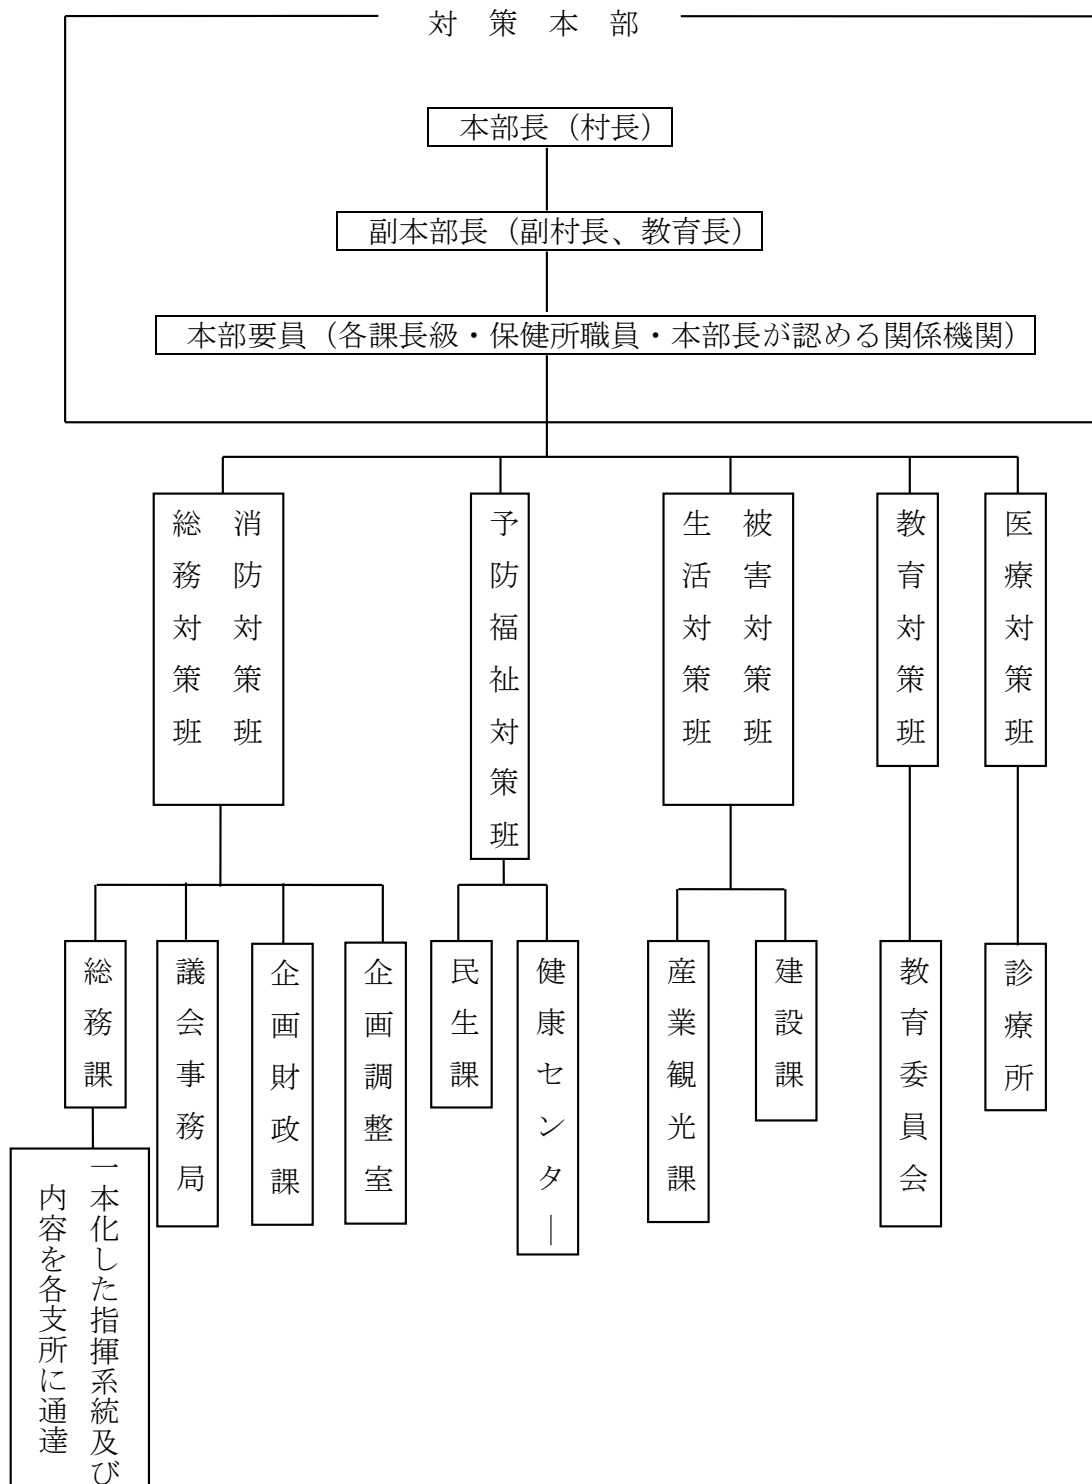 対策本部
本部長（村長）
副本部長（副村長、教育長）
本部要員（各課長級・保健所職員・本部長が認める関係機関）
消防対策班
総務対策班
予防福祉対策班
被害対策班
生活対策班
教育対策班
医療対策班
総務課
議会事務局
企画財政課
企画調整室
民生課
健康センター
産業観光課
建設課
教育委員会
診療所
一本化した指揮系統及び
内容を各支所に通達